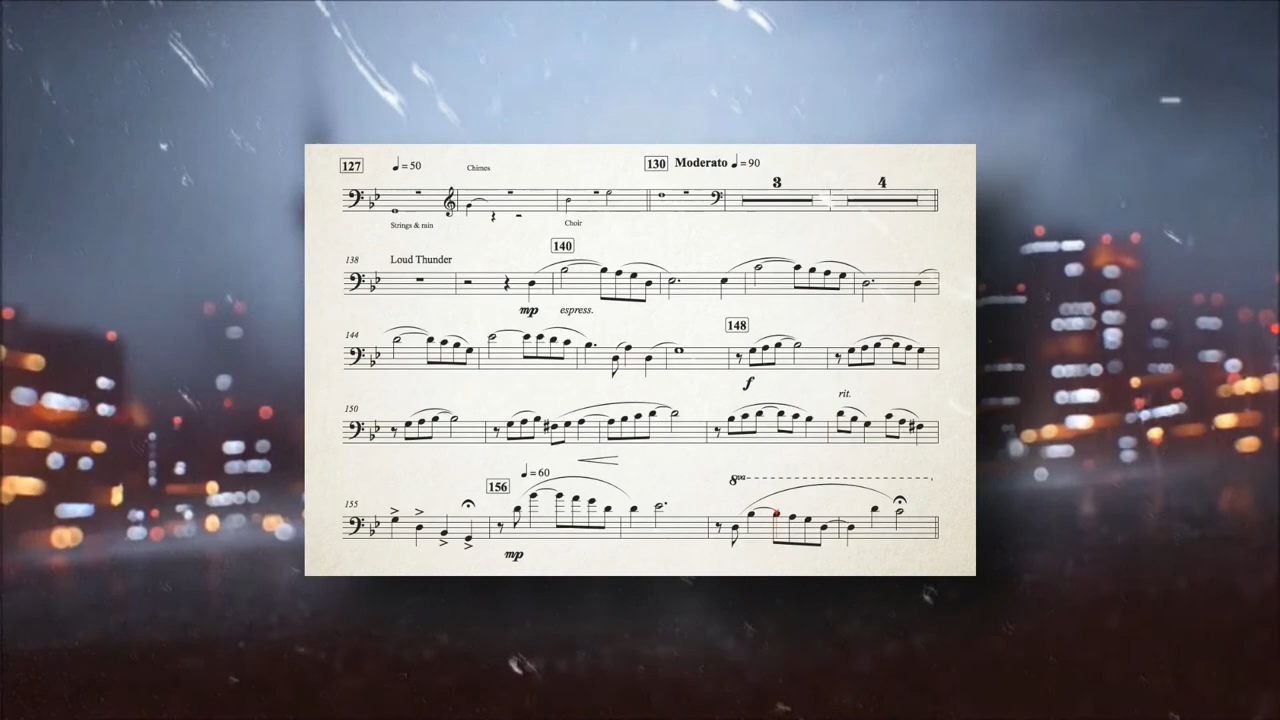 127 ♩= 50 Chimes 130 Moderato ♩= 90
3 4
Strings & rain Choir
140
138 Loud Thunder
mp espress.
144 148
f
rit.
150
♩= 60
156 8va
155
mp